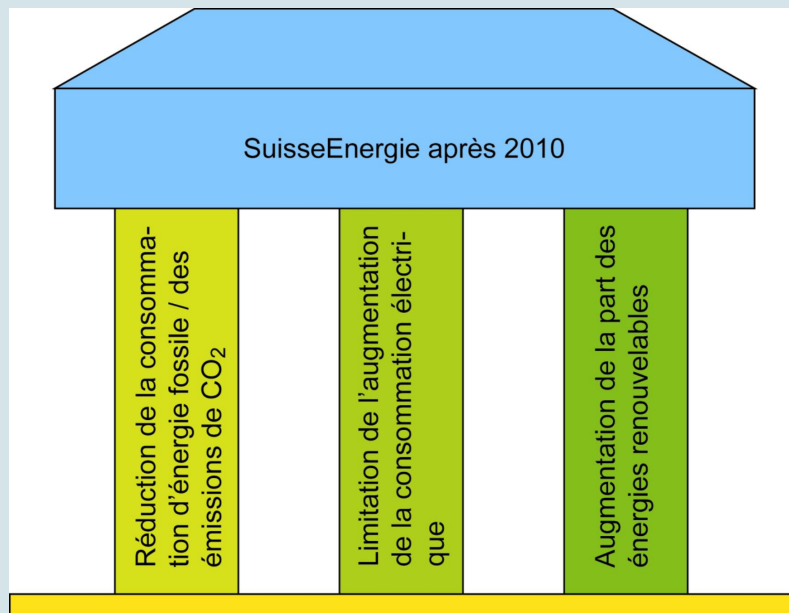 SuisseEnergie après 2010
Réduction de la consomma-
tion d’énergie fossile / des
émissions de CO₂
Limitation de l’augmentation
de la consommation électri-
que
Augmentation de la part des
énergies renouvelables